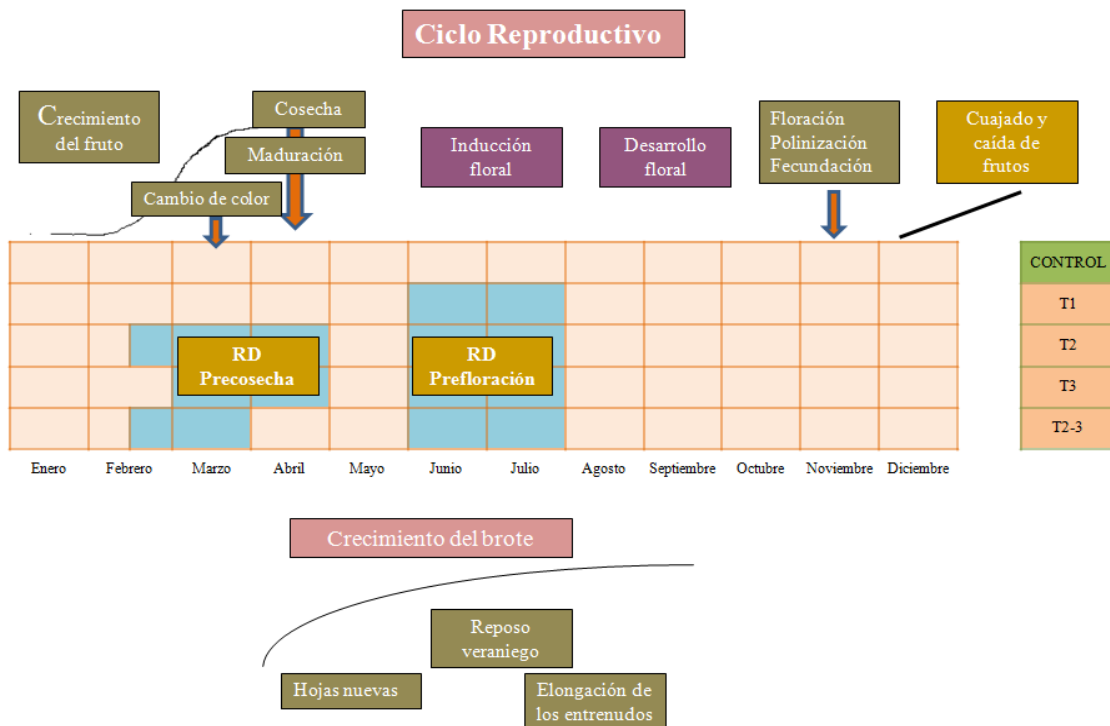 Ciclo Reproductivo
Crecimiento
del fruto
Cosecha
Maduración
Cambio de color
Inducción
floral
Desarrollo
floral
Floración
Polinización
Fecundación
Cuajado y
caída de
frutos
CONTROL
T1
T2
T3
T2-3
RD
Precosecha
RD
Prefloración
Enero Febrero Marzo Abril Mayo Junio Julio Agosto Septiembre Octubre Noviembre Diciembre
Crecimiento del brote
Reposo
veraniego
Hojas nuevas
Elongación de
los entrenudos